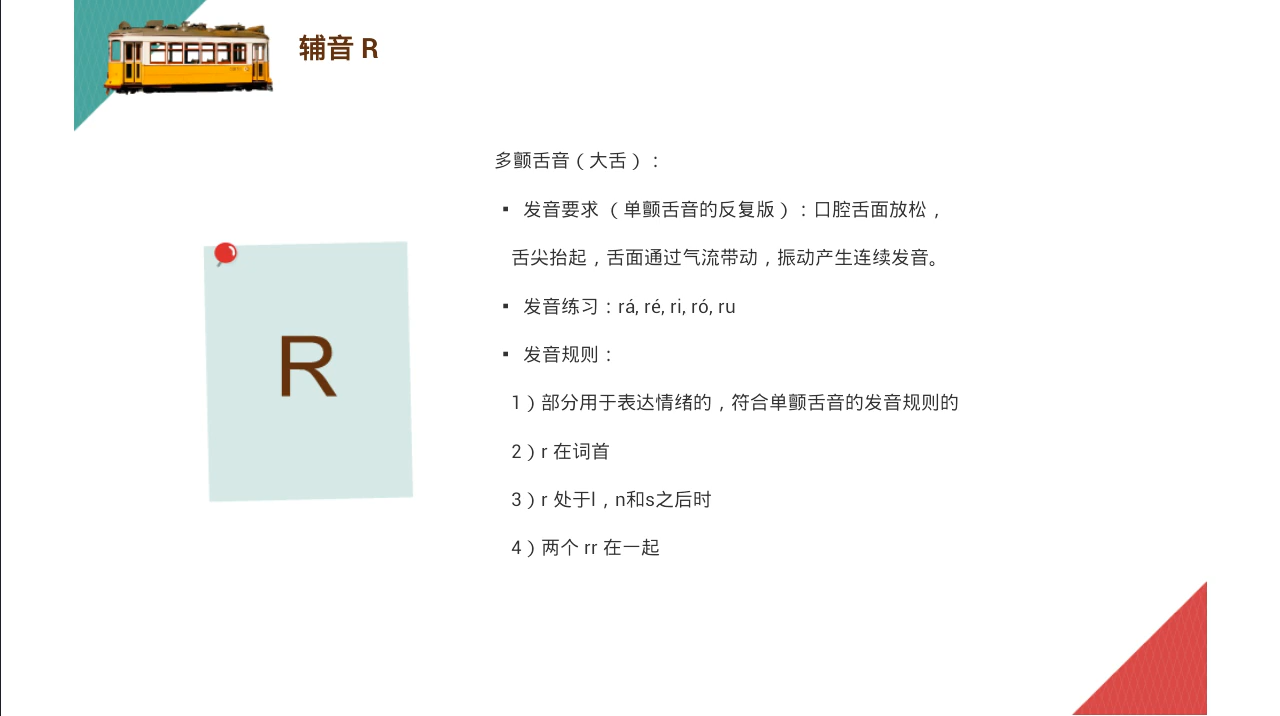 辅音 R
多颤舌音（大舌）：
▪ 发音要求 （单颤舌音的反复版）：口腔舌面放松，
舌尖抬起，舌面通过气流带动，振动产生连续发音。
▪ 发音练习：rá, ré, ri, ró, ru
▪ 发音规则：
1）部分用于表达情绪的，符合单颤舌音的发音规则的
2）r 在词首
3）r 处于l，n和s之后时
4）两个 rr 在一起
R